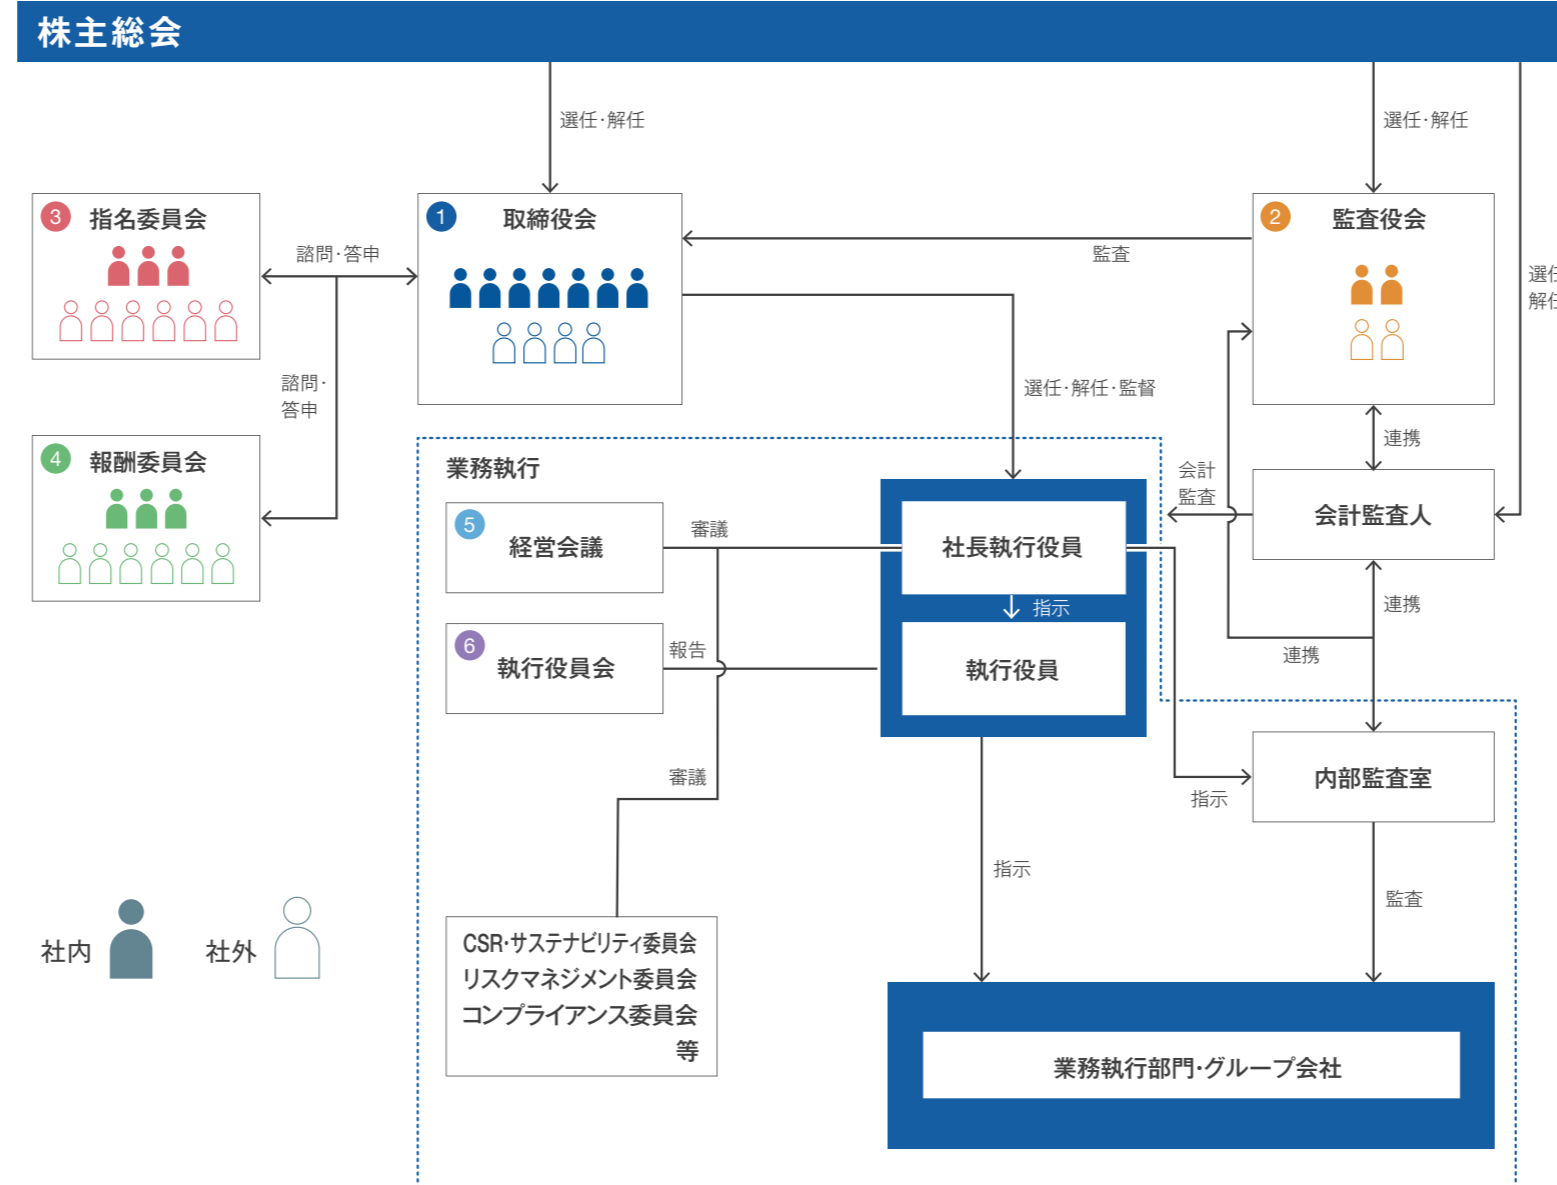 株主総会
選任・解任
選任・解任
選任
解任
3 指名委員会
諮問・答申
1 取締役会
監査
2 監査役会
諮問・
答申
選任・解任・監督
連携
4 報酬委員会
業務執行
会計
監査
会計監査人
5 経営会議
審議
社長執行役員
指示
連携
6 執行役員会
報告
執行役員
連携
審議
内部監査室
指示
指示
監査
社内
社外
CSR・サステナビリティ委員会
リスクマネジメント委員会
コンプライアンス委員会
等
業務執行部門・グループ会社